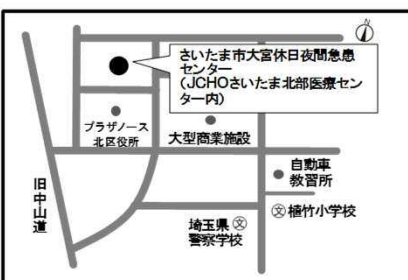 N
さいたま市大宮休日夜間急患
センター
(JCHOさいたま北部医療セン
ター内)
プラザノース
北区役所
大型商業施設
自動車
教習所
旧中山道
埼玉県
警察学校
文
文植竹小学校